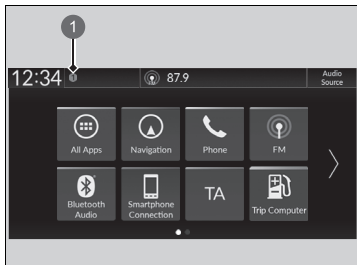 1
12:34
87.9
Audio
Source
All Apps
Navigation
Phone
FM
Bluetooth
Audio
Smartphone
Connection
TA
Trip Computer